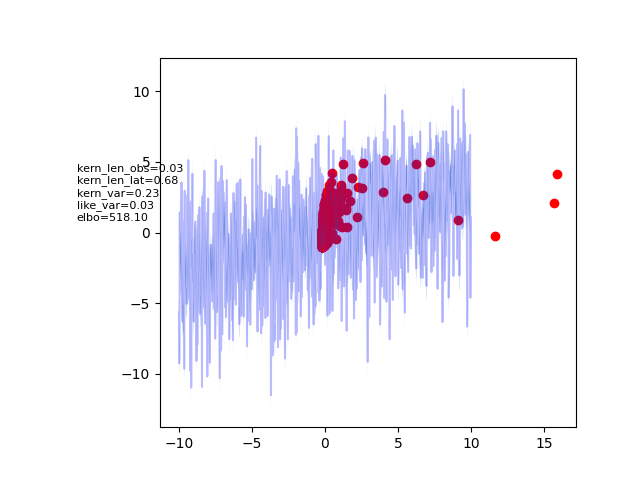 kern_len_obs=0.03
kern_len_lat=0.68
kern_var=0.23
like_var=0.03
elbo=518.10
10
5
0
−5
−10
−10
−5
0
5
10
15